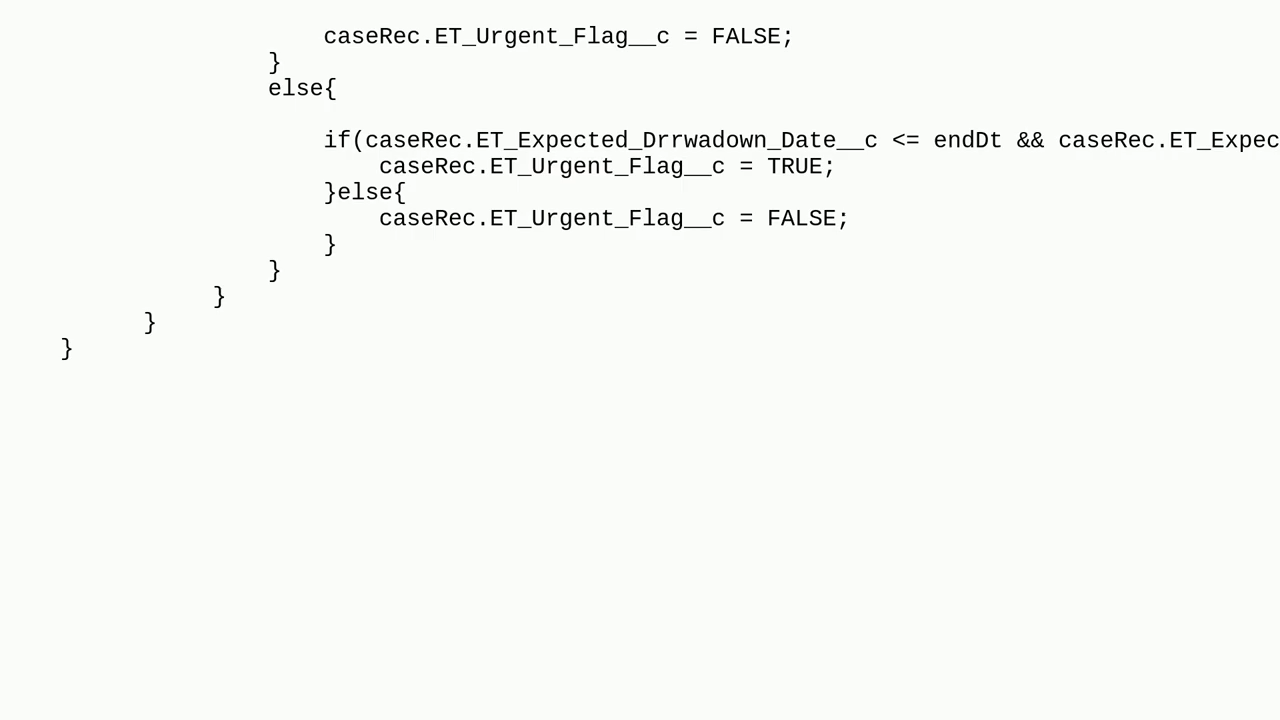 caseRec.ET_Urgent_Flag__c = FALSE;
}
else{
if(caseRec.ET_Expected_Drrwadown_Date__c <= endDt && caseRec.ET_Expec
caseRec.ET_Urgent_Flag__c = TRUE;
}else{
caseRec.ET_Urgent_Flag__c = FALSE;
}
}
}
}
}